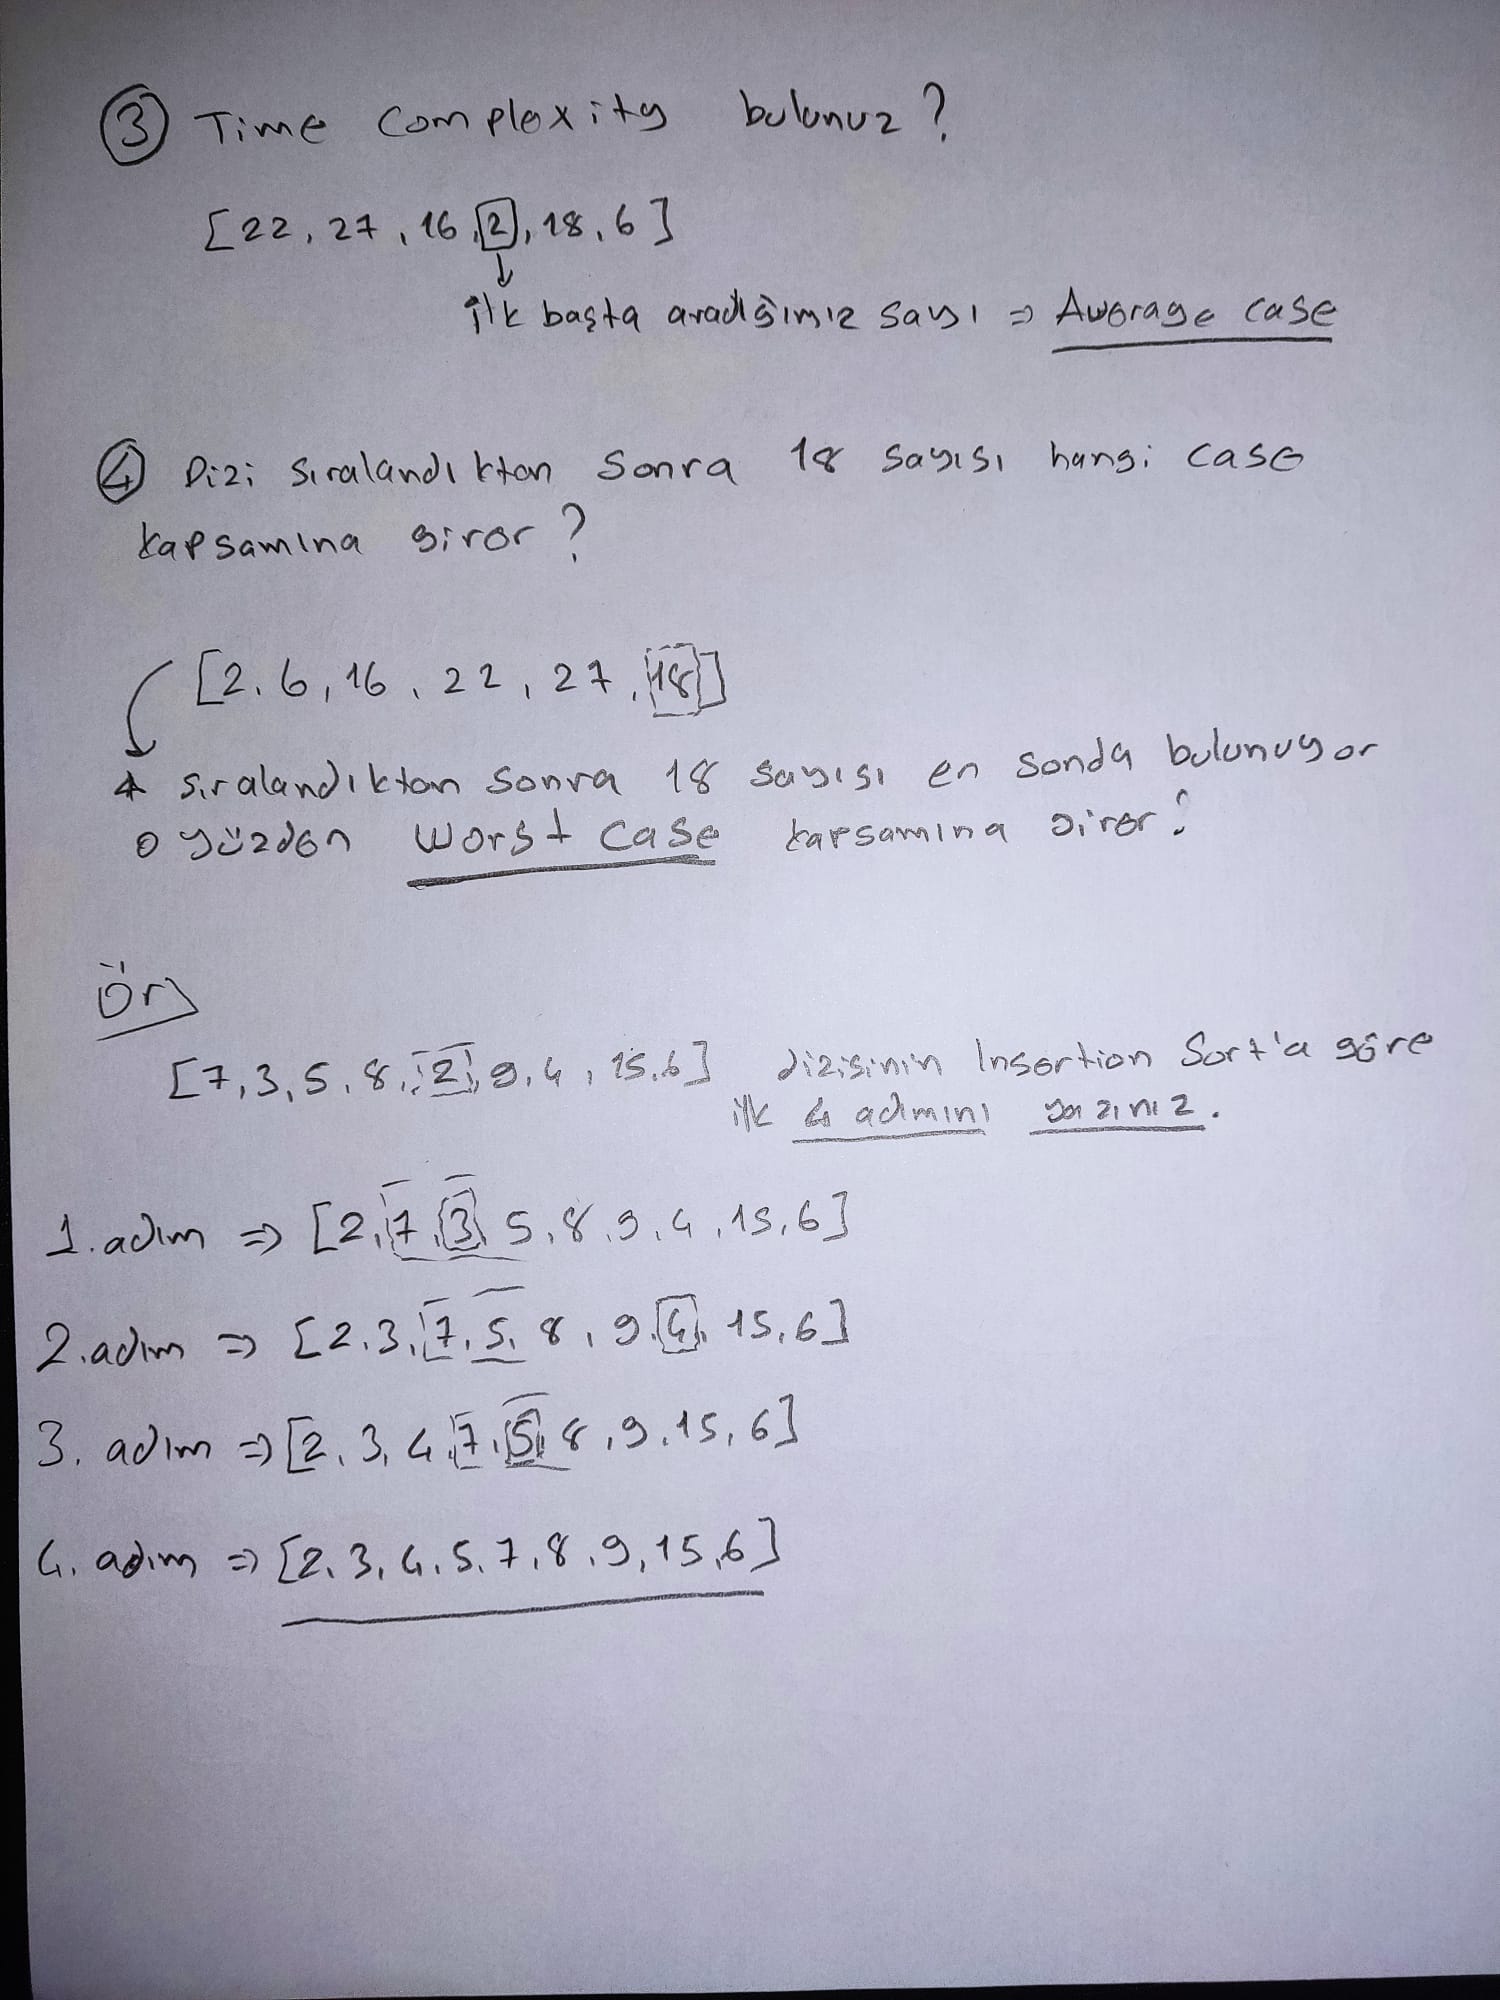 3 Time Complexity bulunuz?
[22, 27, 16, 2, 18, 6]
ilk başta aradığımız sayı => Average case
4 Dizi sıralandıktan sonra 18 sayısı hangi case
kapsamına girer?
[2, 6, 16, 22, 27, 18]
* Sıralandıktan sonra 18 sayısı en sonda bulunuyor
o yüzden worst case kapsamına girer!
Örn
[7, 3, 5, 8, 2, 9, 4, 15, 6] dizisinin Insertion Sort'a göre
ilk 4 adımını yazınız.
1. adım => [2, 7, 3, 5, 8, 9, 4, 15, 6]
2. adım => [2, 3, 7, 5, 8, 9, 4, 15, 6]
3. adım => [2, 3, 4, 7, 5, 8, 9, 15, 6]
4. adım => [2, 3, 4, 5, 7, 8, 9, 15, 6]